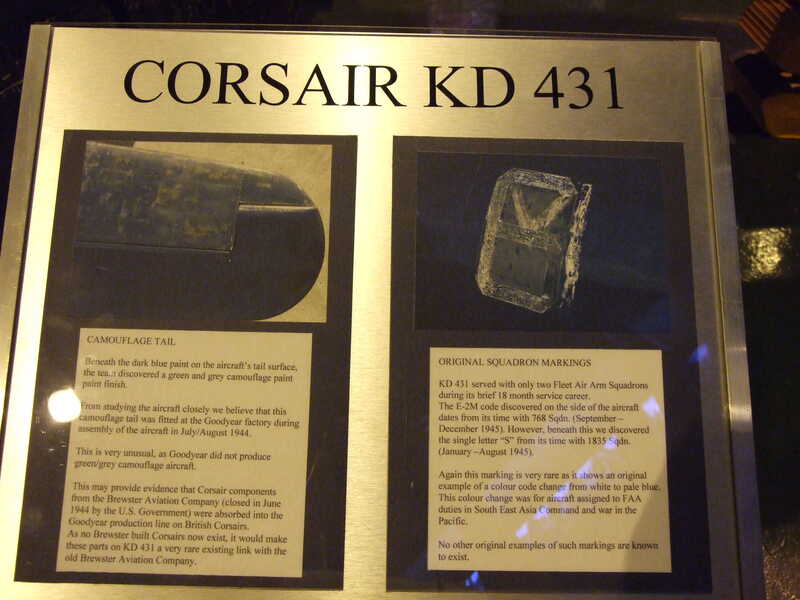 CORSAIR KD 431
CAMOUFLAGE TAIL
Beneath the dark blue paint on the aircraft's tail surface,
the team discovered a green and grey camouflage paint
paint finish.
From studying the aircraft closely we believe that this
camouflage tail was fitted at the Goodyear factory during
assembly of the aircraft in July/August 1944.
This is very unusual, as Goodyear did not produce
green/grey camouflage aircraft.
This may provide evidence that Corsair components
from the Brewster Aviation Company (closed in June
1944 by the U.S. Government) were absorbed into the
Goodyear production line on British Corsairs.
As no Brewster built Corsairs now exist, it would make
these parts on KD 431 a very rare existing link with the
old Brewster Aviation Company.
ORIGINAL SQUADRON MARKINGS
KD 431 served with only two Fleet Air Arm Squadrons
during its brief 18 month service career.
The E-2M code discovered on the side of the aircraft
dates from its time with 768 Sqdn. (September –
December 1945). However, beneath this we discovered
the single letter "S" from its time with 1835 Sqdn.
(January –August 1945).
Again this marking is very rare as it shows an original
example of a colour code change from white to pale blue.
This colour change was for aircraft assigned to FAA
duties in South East Asia Command and war in the
Pacific.
No other original examples of such markings are known
to exist.